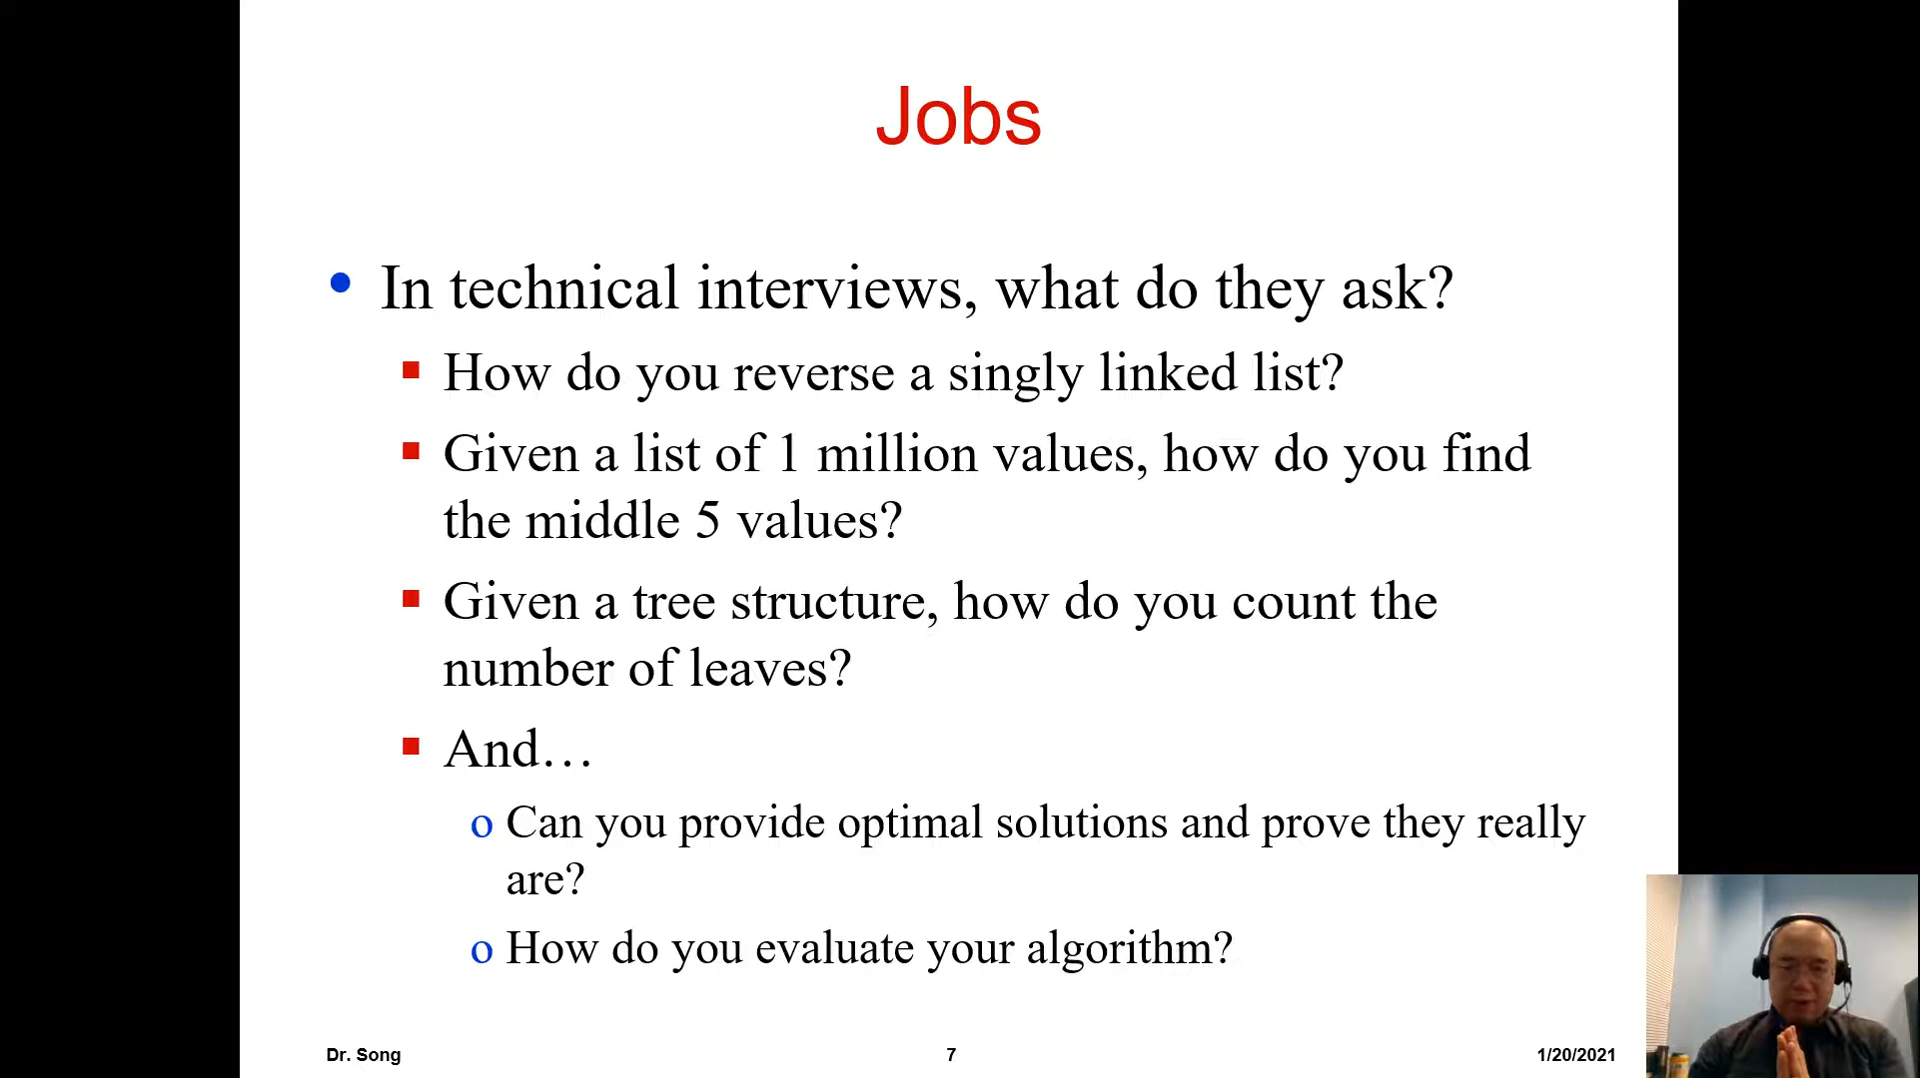 Jobs
• In technical interviews, what do they ask?
▪ How do you reverse a singly linked list?
▪ Given a list of 1 million values, how do you find
the middle 5 values?
▪ Given a tree structure, how do you count the
number of leaves?
▪ And…
o Can you provide optimal solutions and prove they really
are?
o How do you evaluate your algorithm?
Dr. Song
7
1/20/2021